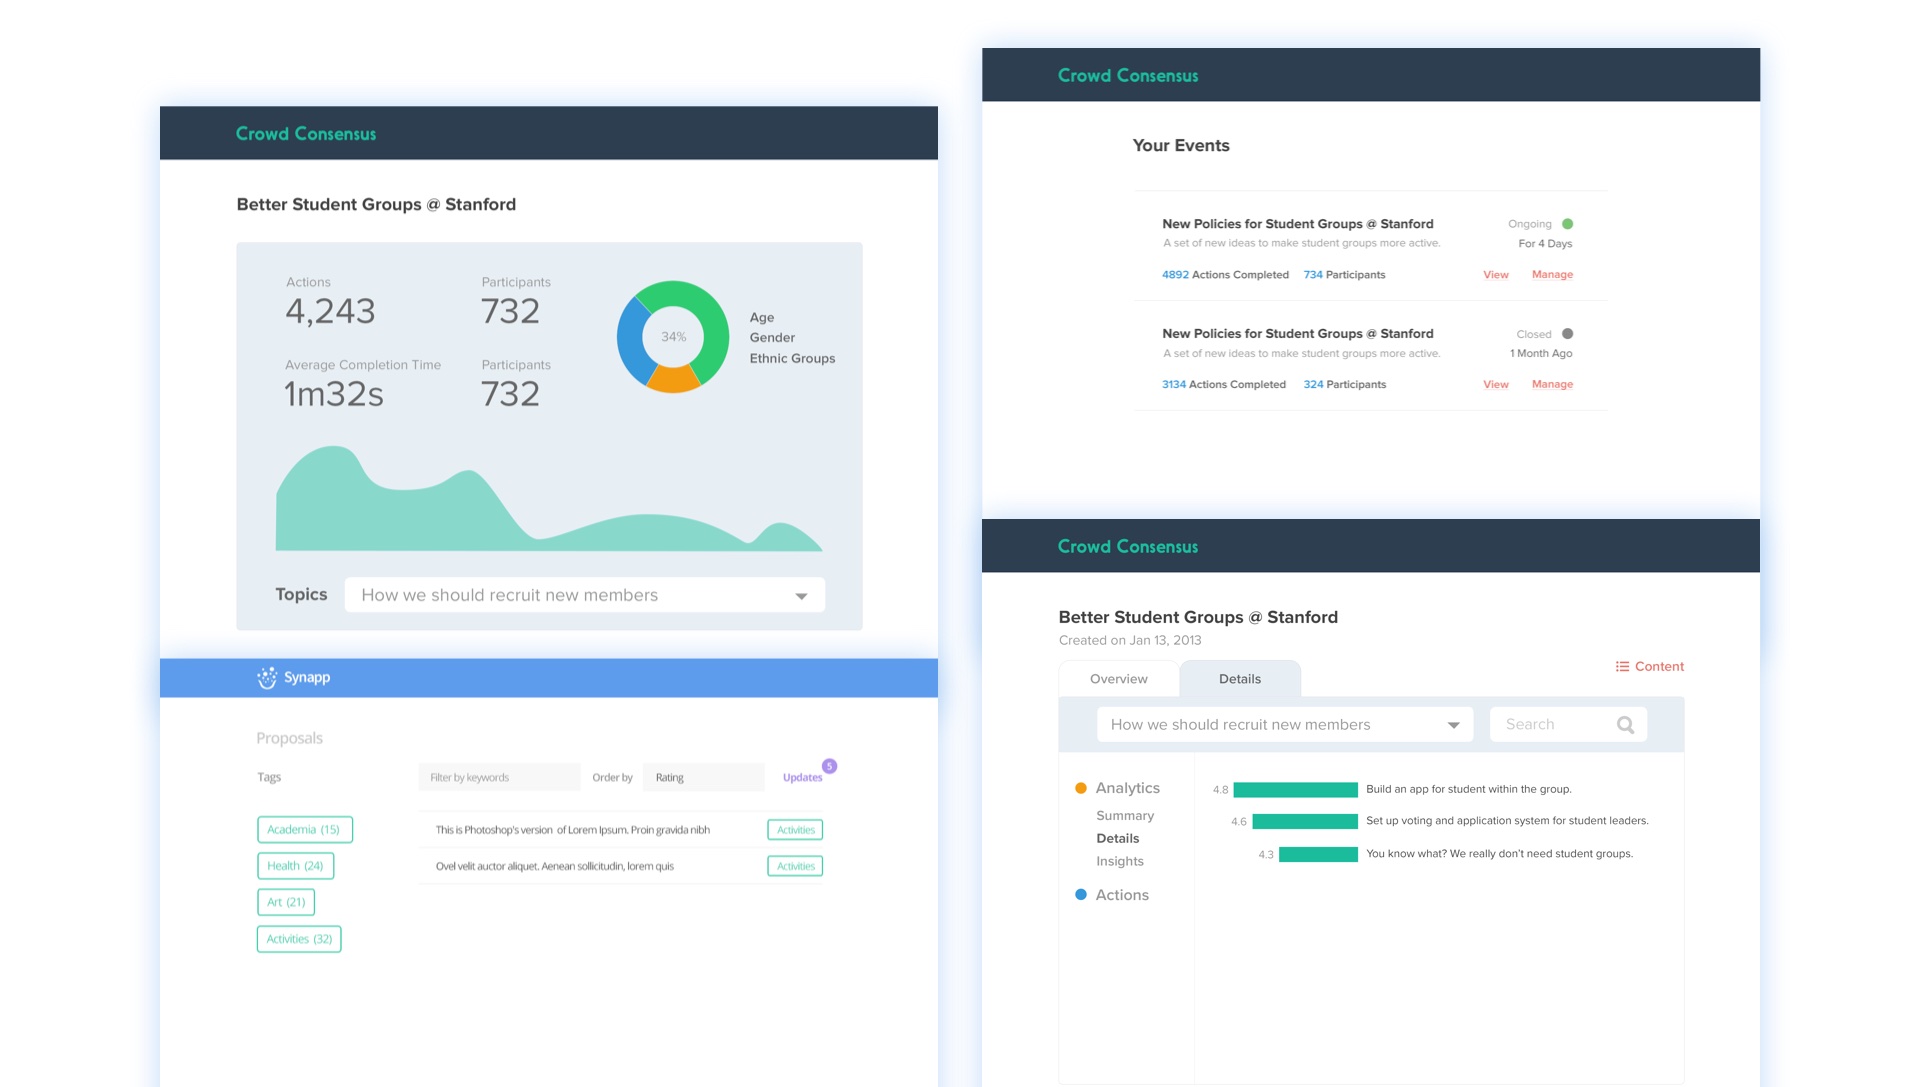 Crowd Consensus
Better Student Groups @ Stanford
Actions
4,243
Participants
732
Average Completion Time
1m32s
Participants
732
34%
Age
Gender
Ethnic Groups
Topics
How we should recruit new members
Synapp
Proposals
Tags
Filter by keywords
Order by
Rating
Updates
5
Academia (15)
Health (24)
Art (21)
Activities (32)
This is Photoshop's version of Lorem Ipsum. Proin gravida nibh
Activities
Ovel velit auctor aliquet. Aenean sollicitudin, lorem quis
Activities
Crowd Consensus
Your Events
New Policies for Student Groups @ Stanford
Ongoing
A set of new ideas to make student groups more active.
For 4 Days
4892 Actions Completed
734 Participants
View
Manage
New Policies for Student Groups @ Stanford
Closed
A set of new ideas to make student groups more active.
1 Month Ago
3134 Actions Completed
324 Participants
View
Manage
Crowd Consensus
Better Student Groups @ Stanford
Created on Jan 13, 2013
Overview
Details
Content
How we should recruit new members
Search
Analytics
Summary
Details
Insights
Actions
4.8
Build an app for student within the group.
4.6
Set up voting and application system for student leaders.
4.3
You know what? We really don't need student groups.